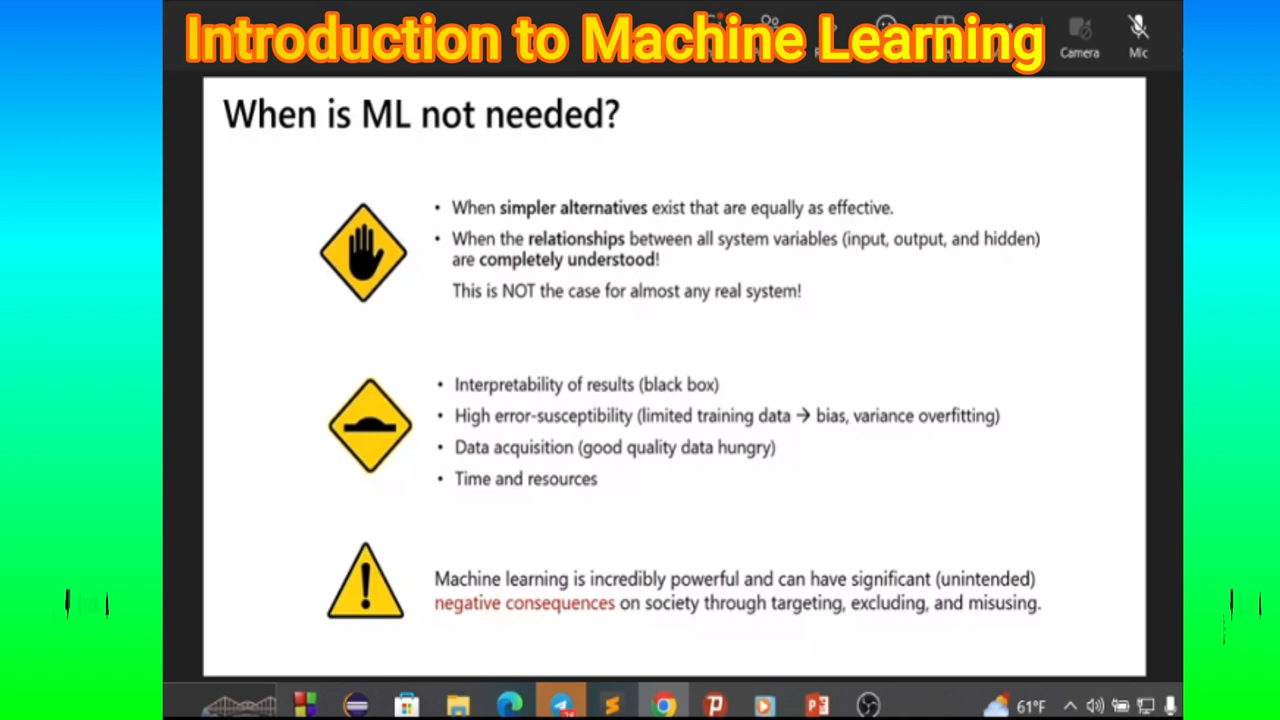 Introduction to Machine Learning
Camera
Mic
When is ML not needed?
• When simpler alternatives exist that are equally as effective.
• When the relationships between all system variables (input, output, and hidden)
are completely understood!
This is NOT the case for almost any real system!
• Interpretability of results (black box)
• High error-susceptibility (limited training data → bias, variance overfitting)
• Data acquisition (good quality data hungry)
• Time and resources
Machine learning is incredibly powerful and can have significant (unintended)
negative consequences on society through targeting, excluding, and misusing.
61°F